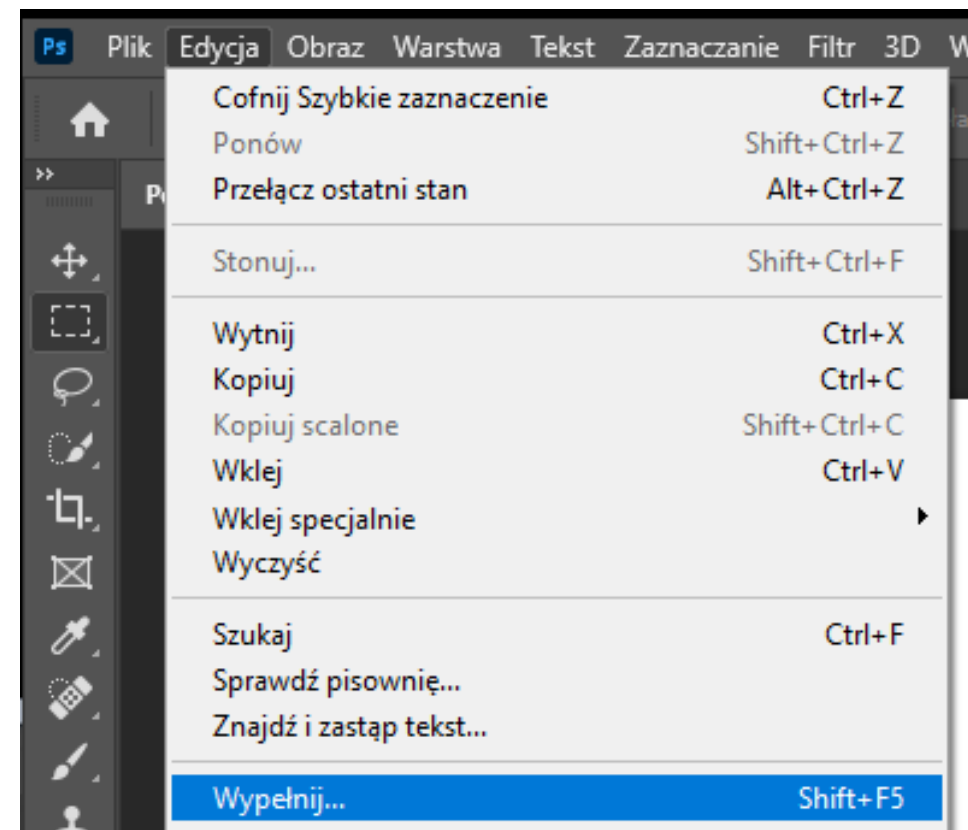 Ps Plik Edycja Obraz Warstwa Tekst Zaznaczanie Filtr 3D
Cofnij Szybkie zaznaczenie Ctrl+Z
Ponów Shift+Ctrl+Z
Przełącz ostatni stan Alt+Ctrl+Z
Stonuj... Shift+Ctrl+F
Wytnij Ctrl+X
Kopiuj Ctrl+C
Kopiuj scalone Shift+Ctrl+C
Wklej Ctrl+V
Wklej specjalnie
Wyczyść
Szukaj Ctrl+F
Sprawdź pisownię...
Znajdź i zastąp tekst...
Wypełnij... Shift+F5